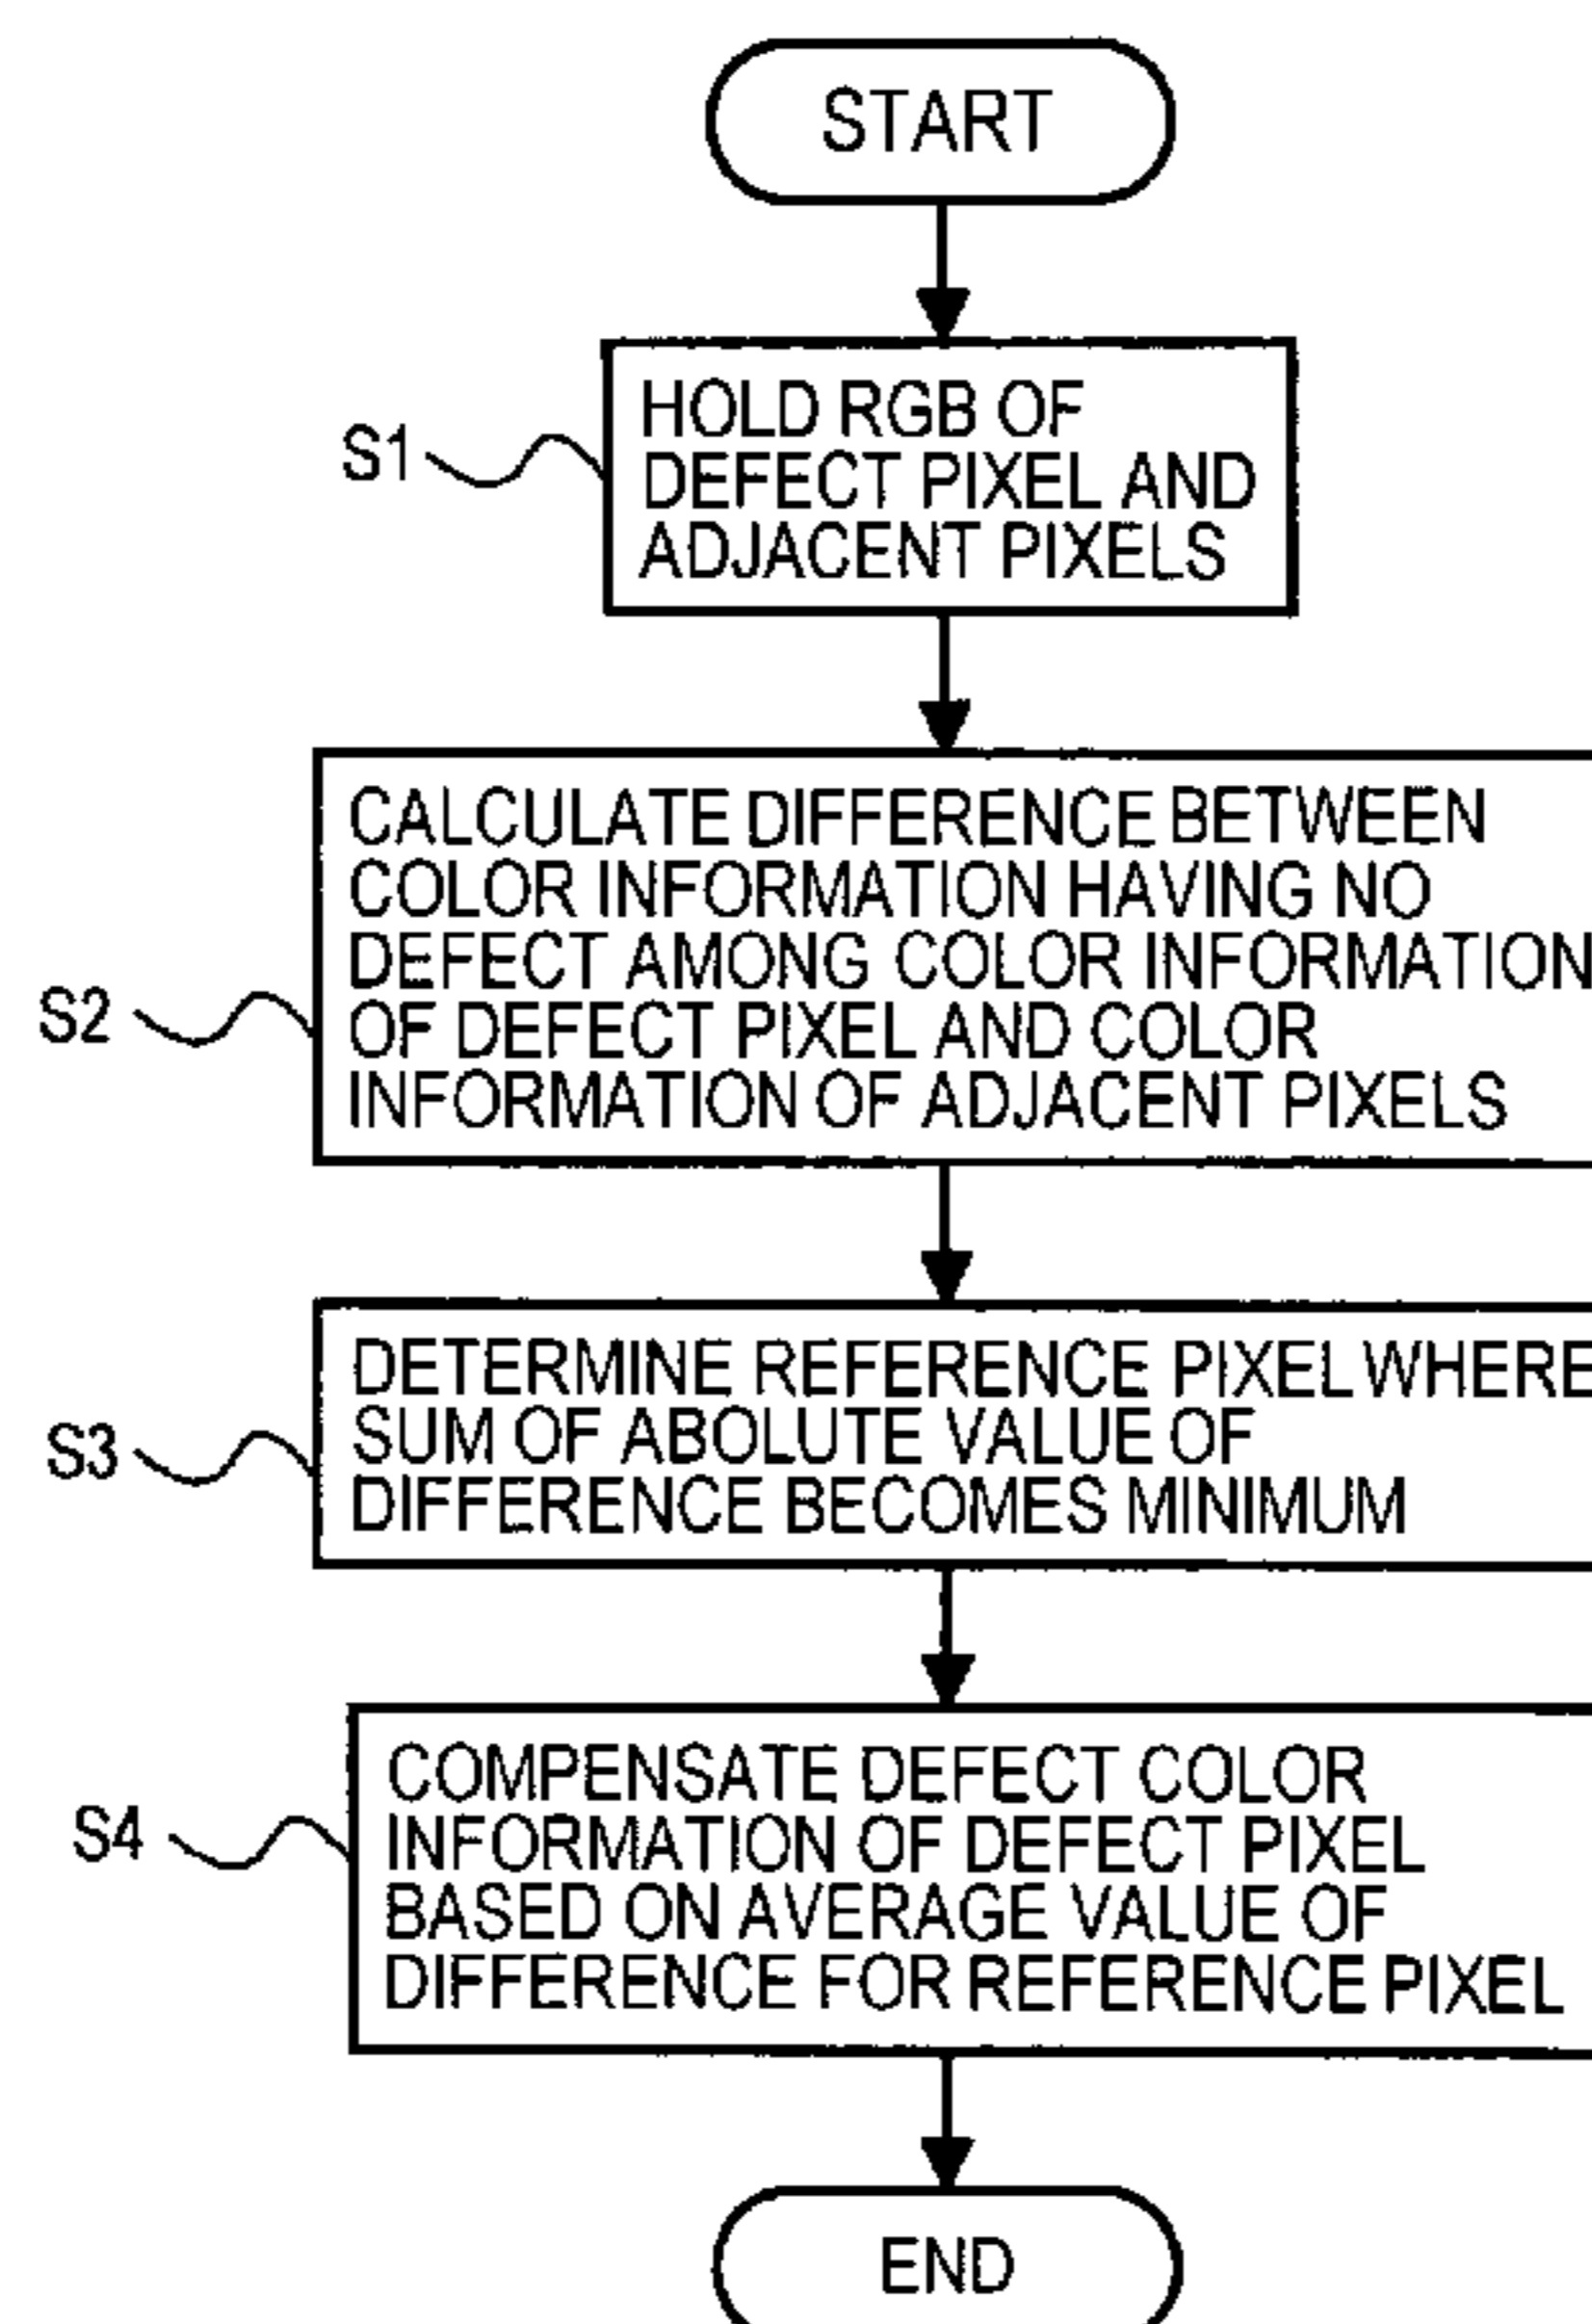 START
S1
HOLD RGB OF
DEFECT PIXEL AND
ADJACENT PIXELS
S2
CALCULATE DIFFERENCE BETWEEN
COLOR INFORMATION HAVING NO
DEFECT AMONG COLOR INFORMATION
OF DEFECT PIXEL AND COLOR
INFORMATION OF ADJACENT PIXELS
S3
DETERMINE REFERENCE PIXEL WHERE
SUM OF ABOLUTE VALUE OF
DIFFERENCE BECOMES MINIMUM
S4
COMPENSATE DEFECT COLOR
INFORMATION OF DEFECT PIXEL
BASED ON AVERAGE VALUE OF
DIFFERENCE FOR REFERENCE PIXEL
END